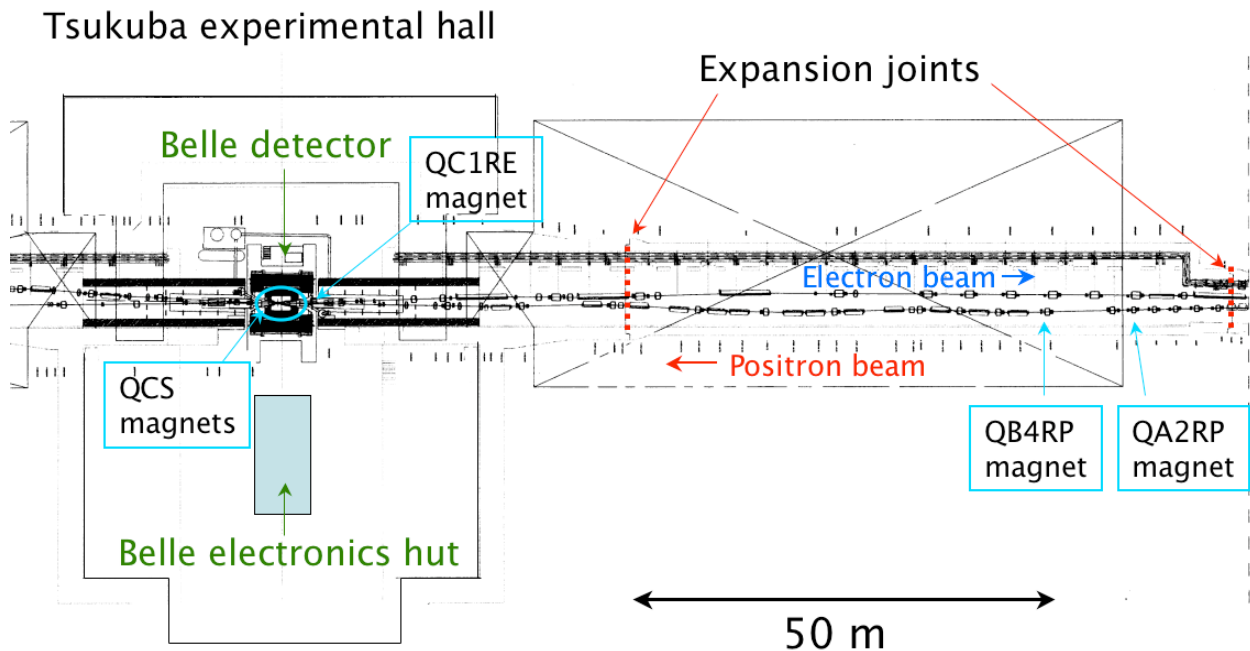 Tsukuba experimental hall
Expansion joints
Belle detector
QC1RE
magnet
Electron beam
Positron beam
QCS
magnets
QB4RP
magnet
QA2RP
magnet
Belle electronics hut
50 m